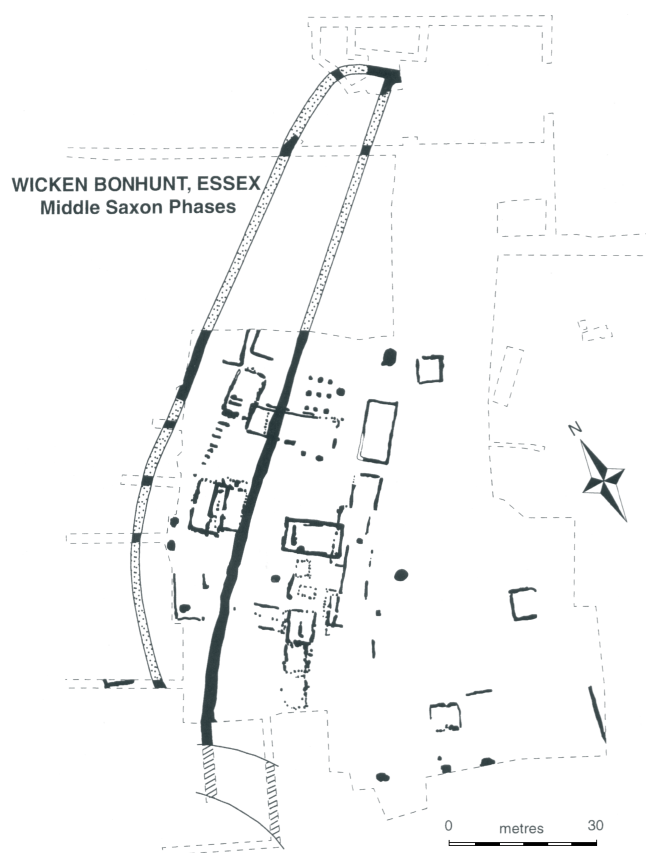 WICKEN BONHUNT, ESSEX
Middle Saxon Phases
N
0 metres 30